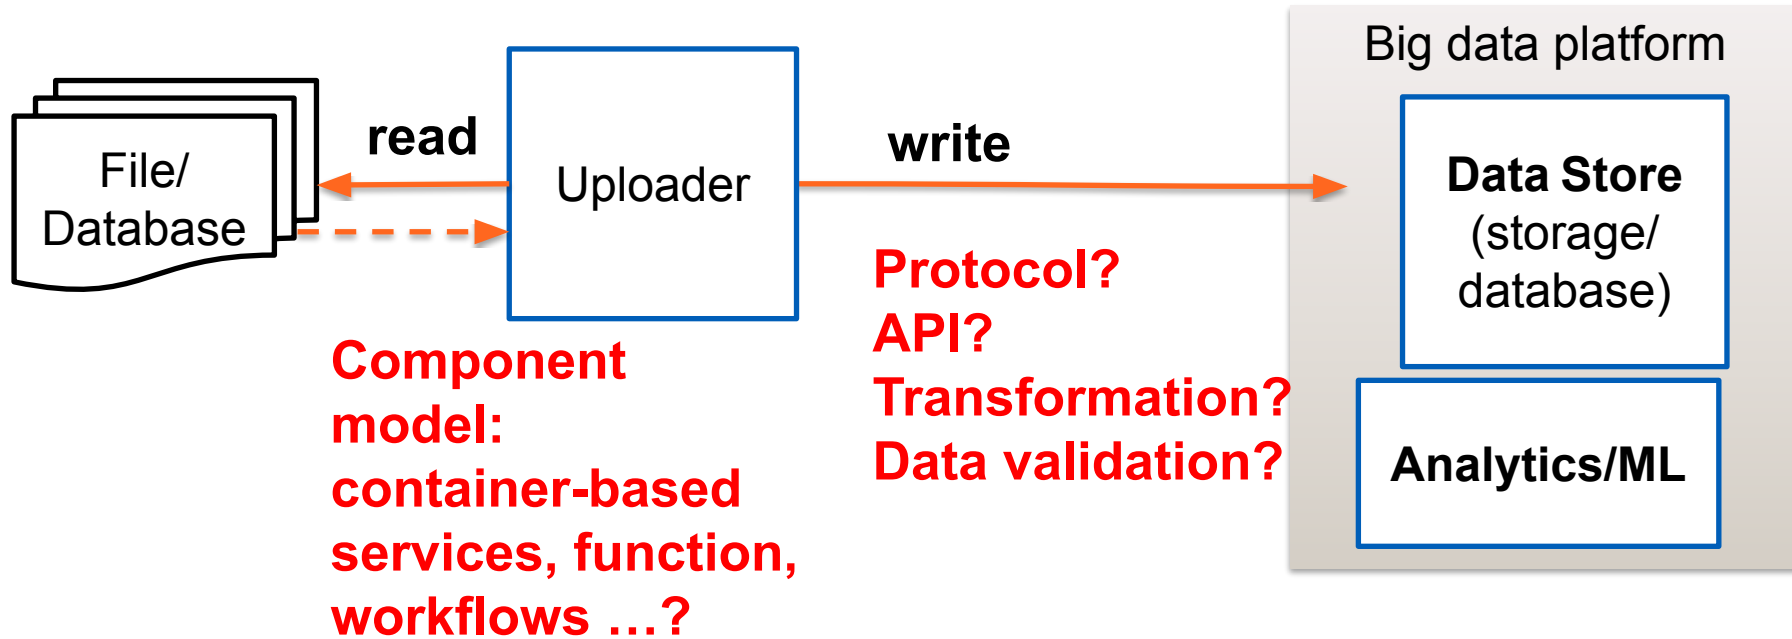 File/
Database
read
Uploader
write
Component
model:
container-based
services, function,
workflows …?
Protocol?
API?
Transformation?
Data validation?
Big data platform
Data Store
(storage/
database)
Analytics/ML